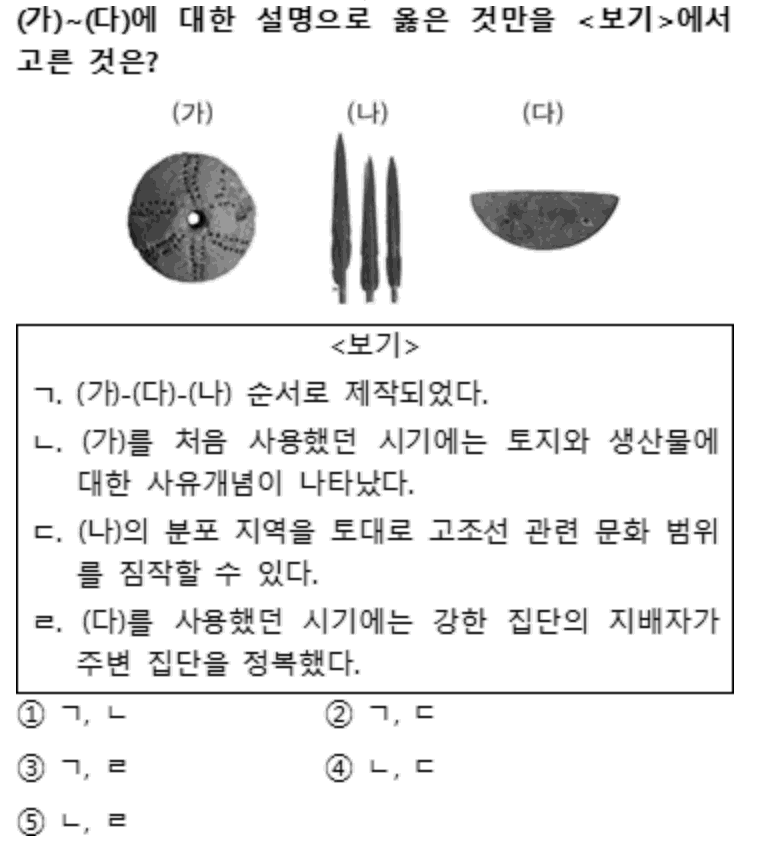 (가)~(다)에 대한 설명으로 옳은 것만을 <보기>에서
고른 것은?
(가) (나) (다)
<보기>
ㄱ. (가)-(다)-(나) 순서로 제작되었다.
ㄴ. (가)를 처음 사용했던 시기에는 토지와 생산물에
대한 사유개념이 나타났다.
ㄷ. (나)의 분포 지역을 토대로 고조선 관련 문화 범위
를 짐작할 수 있다.
ㄹ. (다)를 사용했던 시기에는 강한 집단의 지배자가
주변 집단을 정복했다.
① ㄱ, ㄴ ② ㄱ, ㄷ
③ ㄱ, ㄹ ④ ㄴ, ㄷ
⑤ ㄴ, ㄹ